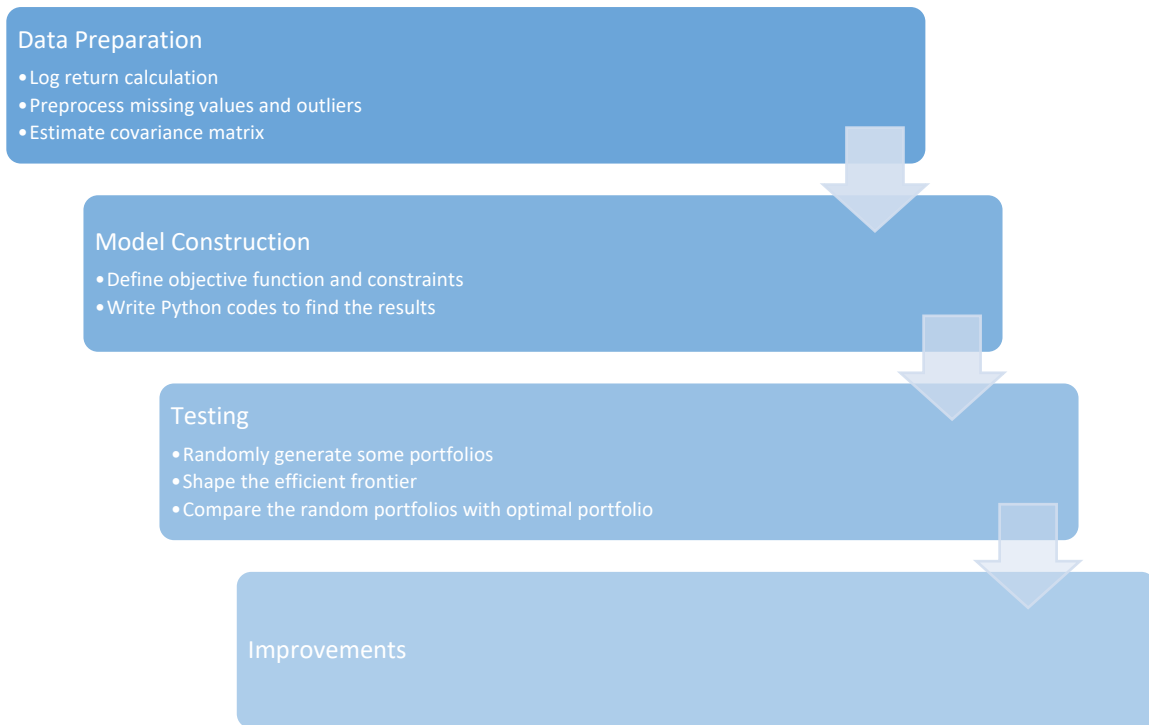 Data Preparation
•Log return calculation
•Preprocess missing values and outliers
•Estimate covariance matrix
Model Construction
•Define objective function and constraints
•Write Python codes to find the results
Testing
•Randomly generate some portfolios
•Shape the efficient frontier
•Compare the random portfolios with optimal portfolio
Improvements